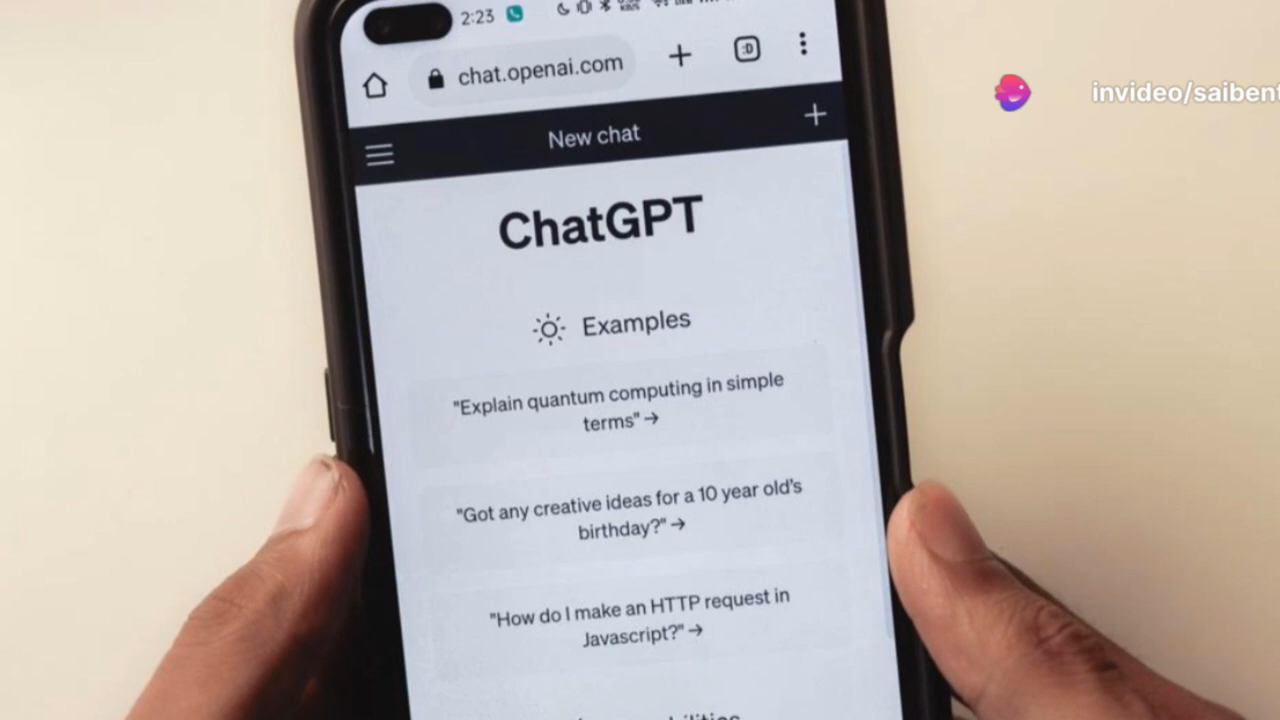 2:23
chat.openai.com
:D
invideo/saibent
New chat
ChatGPT
Examples
"Explain quantum computing in simple
terms" →
"Got any creative ideas for a 10 year old's
birthday?" →
"How do I make an HTTP request in
Javascript?" →